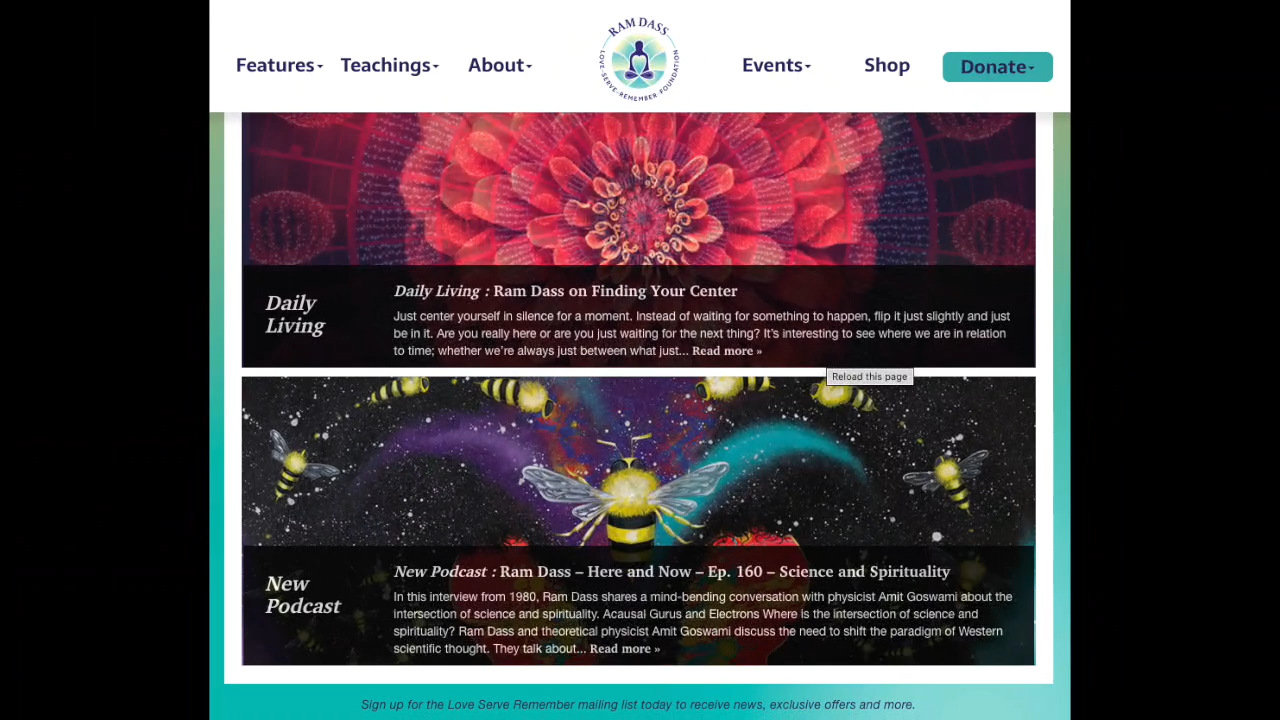 RAM DASS
LOVE · SERVE · REMEMBER · FOUNDATION
Features
Teachings
About
Events
Shop
Donate
Daily Living
Daily Living : Ram Dass on Finding Your Center
Just center yourself in silence for a moment. Instead of waiting for something to happen, flip it just slightly and just
be in it. Are you really here or are you just waiting for the next thing? It’s interesting to see where we are in relation
to time; whether we’re always just between what just... Read more »
Reload this page
New Podcast
New Podcast : Ram Dass – Here and Now – Ep. 160 – Science and Spirituality
In this interview from 1980, Ram Dass shares a mind-bending conversation with physicist Amit Goswami about the
intersection of science and spirituality. Acausal Gurus and Electrons Where is the intersection of science and
spirituality? Ram Dass and theoretical physicist Amit Goswami discuss the need to shift the paradigm of Western
scientific thought. They talk about... Read more »
Sign up for the Love Serve Remember mailing list today to receive news, exclusive offers and more.